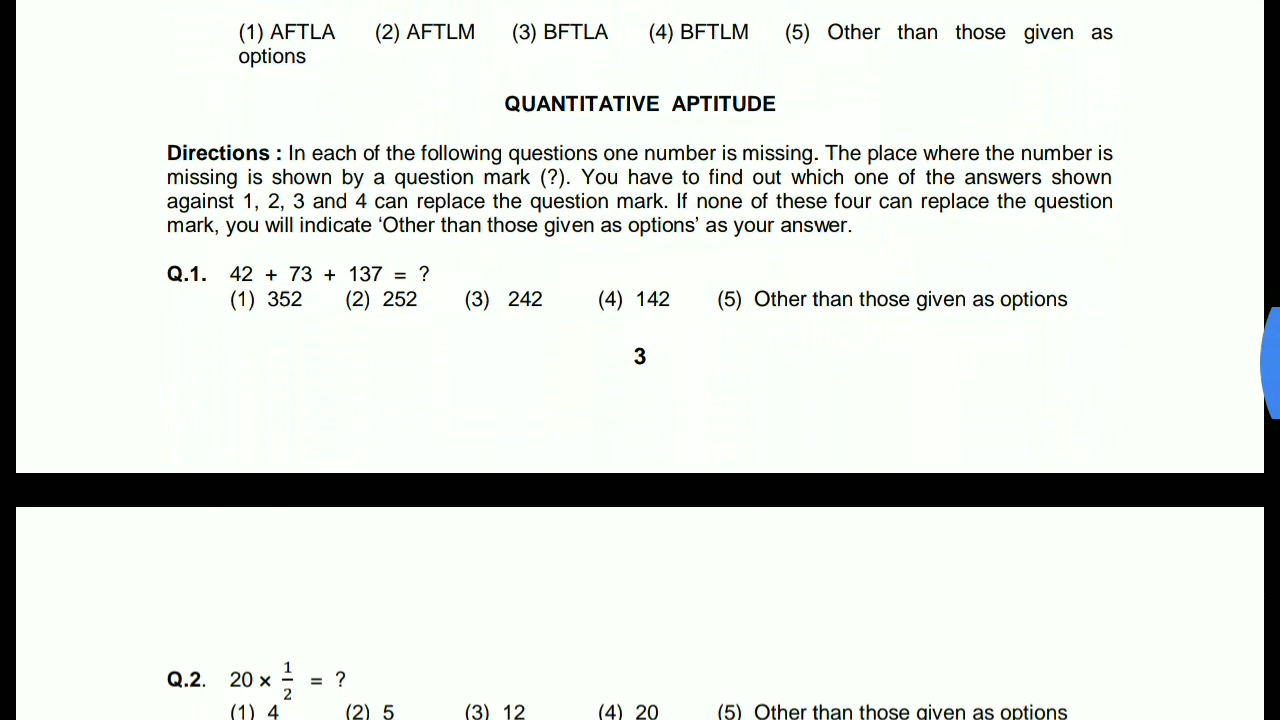 (1) AFTLA (2) AFTLM (3) BFTLA (4) BFTLM (5) Other than those given as
options
QUANTITATIVE APTITUDE
Directions : In each of the following questions one number is missing. The place where the number is
missing is shown by a question mark (?). You have to find out which one of the answers shown
against 1, 2, 3 and 4 can replace the question mark. If none of these four can replace the question
mark, you will indicate ‘Other than those given as options’ as your answer.
Q.1. 42 + 73 + 137 = ?
(1) 352 (2) 252 (3) 242 (4) 142 (5) Other than those given as options
3
Q.2. 20 × 1/2 = ?
(1) 4 (2) 5 (3) 12 (4) 20 (5) Other than those given as options